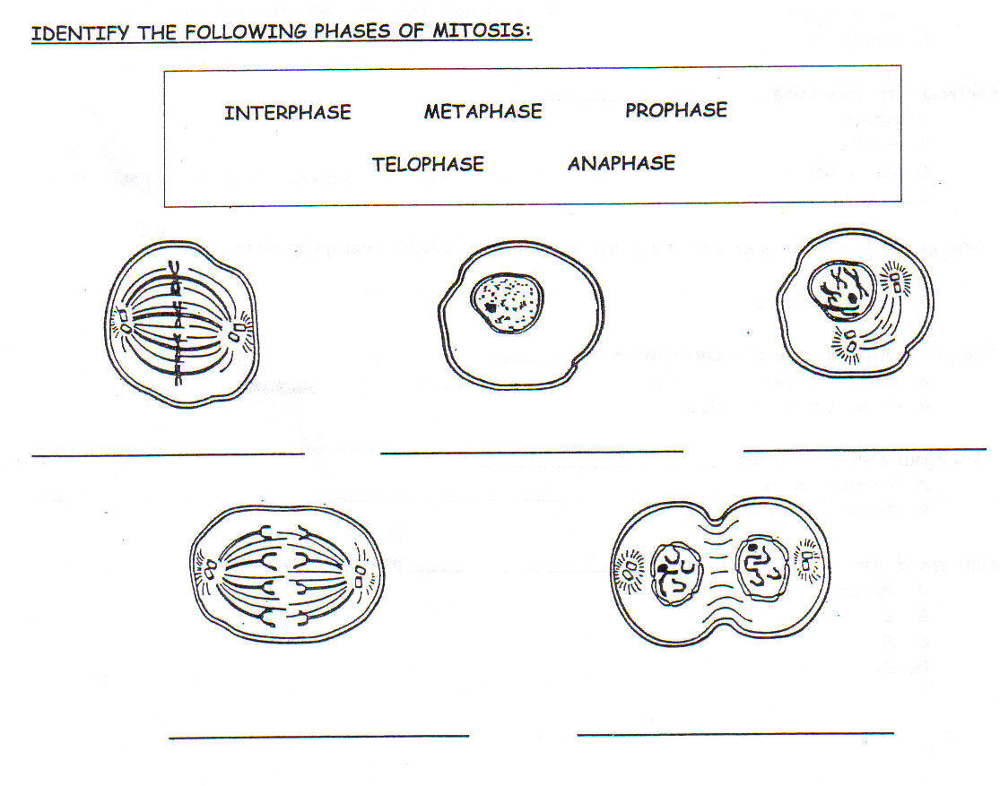 IDENTIFY THE FOLLOWING PHASES OF MITOSIS:
INTERPHASE METAPHASE PROPHASE
TELOPHASE ANAPHASE